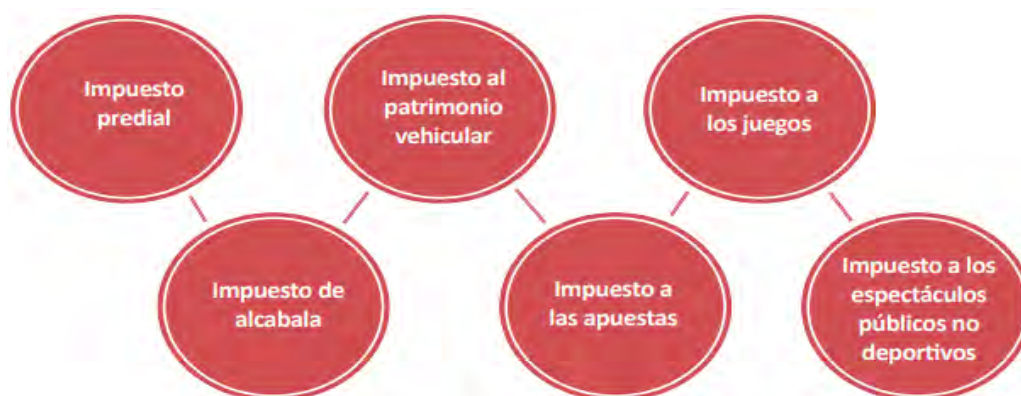 Impuesto
predial
Impuesto de
alcabala
Impuesto al
patrimonio
vehicular
Impuesto a
las apuestas
Impuesto a
los juegos
Impuesto a los
espectáculos
públicos no
deportivos